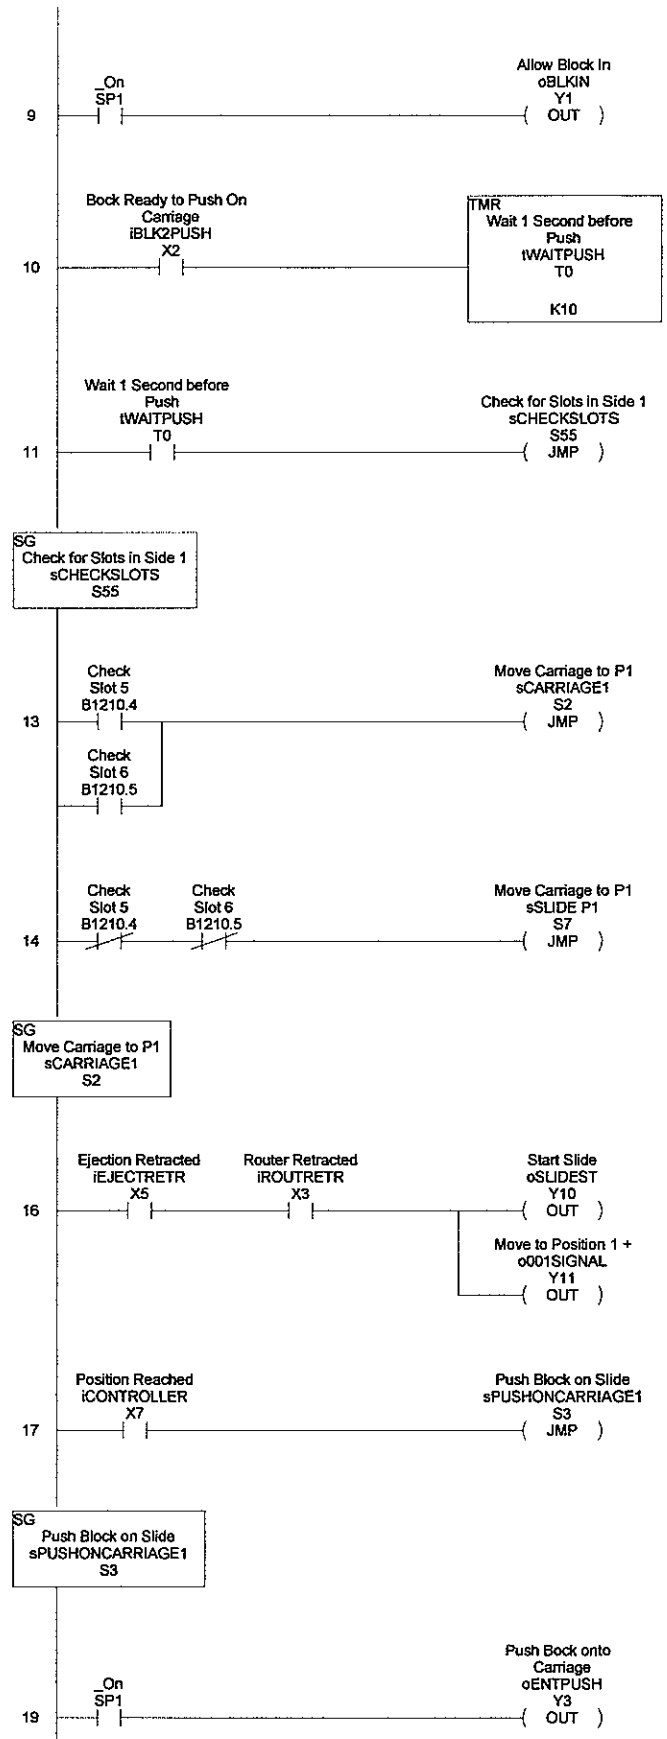 _On
SP1
Allow Block In
oBLKIN
Y1
9
OUT
Bock Ready to Push On
Carriage
iBLK2PUSH
X2
TMR
Wait 1 Second before
Push
tWAITPUSH
T0
K10
10
Wait 1 Second before
Push
tWAITPUSH
T0
Check for Slots in Side 1
sCHECKSLOTS
S55
11
JMP
SG
Check for Slots in Side 1
sCHECKSLOTS
S55
Check
Slot 5
B1210.4
Move Carriage to P1
sCARRIAGE1
S2
13
JMP
Check
Slot 6
B1210.5
Check
Slot 5
B1210.4
Check
Slot 6
B1210.5
Move Carriage to P1
sSLIDE P1
S7
14
JMP
SG
Move Carriage to P1
sCARRIAGE1
S2
Ejection Retracted
iEJECTRETR
X5
Router Retracted
iROUTRETR
X3
Start Slide
oSLIDEST
Y10
16
OUT
Move to Position 1 +
o001SIGNAL
Y11
OUT
Position Reached
iCONTROLLER
X7
Push Block on Slide
sPUSHONCARRIAGE1
S3
17
JMP
SG
Push Block on Slide
sPUSHONCARRIAGE1
S3
_On
SP1
Push Bock onto
Carriage
oENTPUSH
Y3
19
OUT